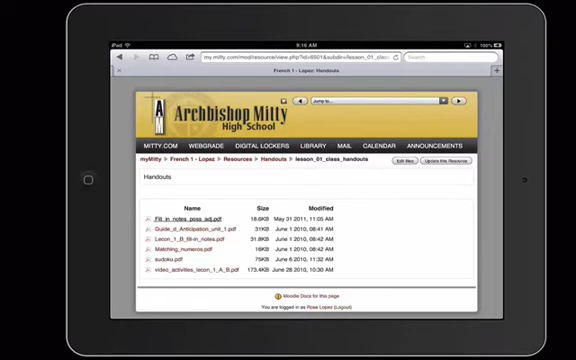 iPad
9:16 AM
100%
my.mitty.com/mod/resource/view.php?id=6501&subdir=/lesson_01_clas
Search
French 1 - Lopez: Handouts
AM
Archbishop Mitty
High School
Jump to...
MITTY.COM WEBGRADE DIGITAL LOCKERS LIBRARY MAIL CALENDAR ANNOUNCEMENTS
myMitty French 1 - Lopez Resources Handouts lesson_01_class_handouts
Edit files
Update this Resource
Handouts
Name Size Modified
Fill_in_notes_poss_adj.pdf 18.6KB May 31 2011, 11:05 AM
Guide_d_Anticipation_unit_1.pdf 31KB June 1 2010, 08:41 AM
Lecon_1_B_fill-in_notes.pdf 31.8KB June 1 2010, 08:42 AM
Matching_numeros.pdf 16KB June 1 2010, 08:42 AM
sudoku.pdf 75KB June 6 2010, 11:32 AM
video_activities_lecon_1_A_B.pdf 173.4KB June 28 2010, 10:30 AM
Moodle Docs for this page
You are logged in as Rose Lopez (Logout)